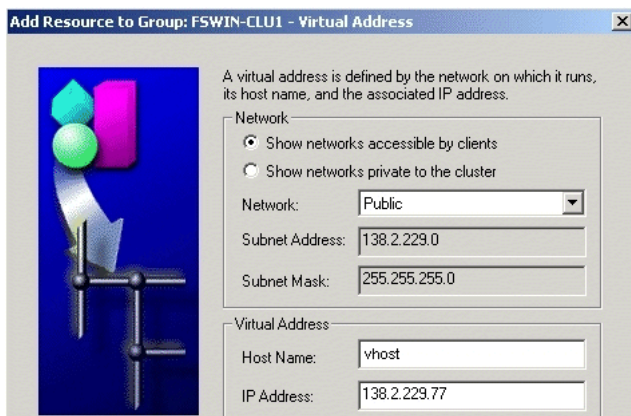 Add Resource to Group: FSWIN-CLU1 - Virtual Address
A virtual address is defined by the network on which it runs,
its host name, and the associated IP address.
Network
Show networks accessible by clients
Show networks private to the cluster
Network: Public
Subnet Address: 138.2.229.0
Subnet Mask: 255.255.255.0
Virtual Address
Host Name: vhost
IP Address: 138.2.229.77